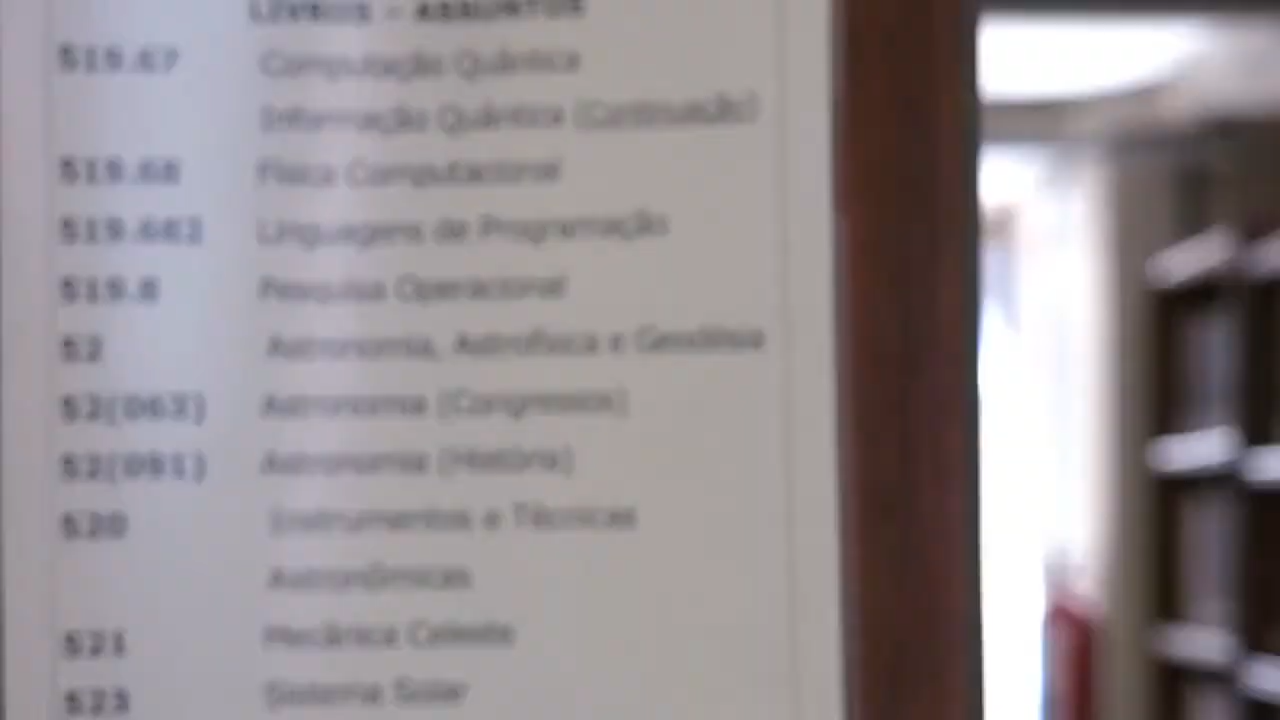 LIVROS - ASSUNTOS
519.67 Computação Quântica
Informação Quântica (Continuação)
519.68 Física Computacional
519.682 Linguagens de Programação
519.8 Pesquisa Operacional
52 Astronomia, Astrofísica e Geodésia
52(063) Astronomia (Congressos)
52(091) Astronomia (História)
520 Instrumentos e Técnicas
Astronômicas
521 Mecânica Celeste
523 Sistema Solar